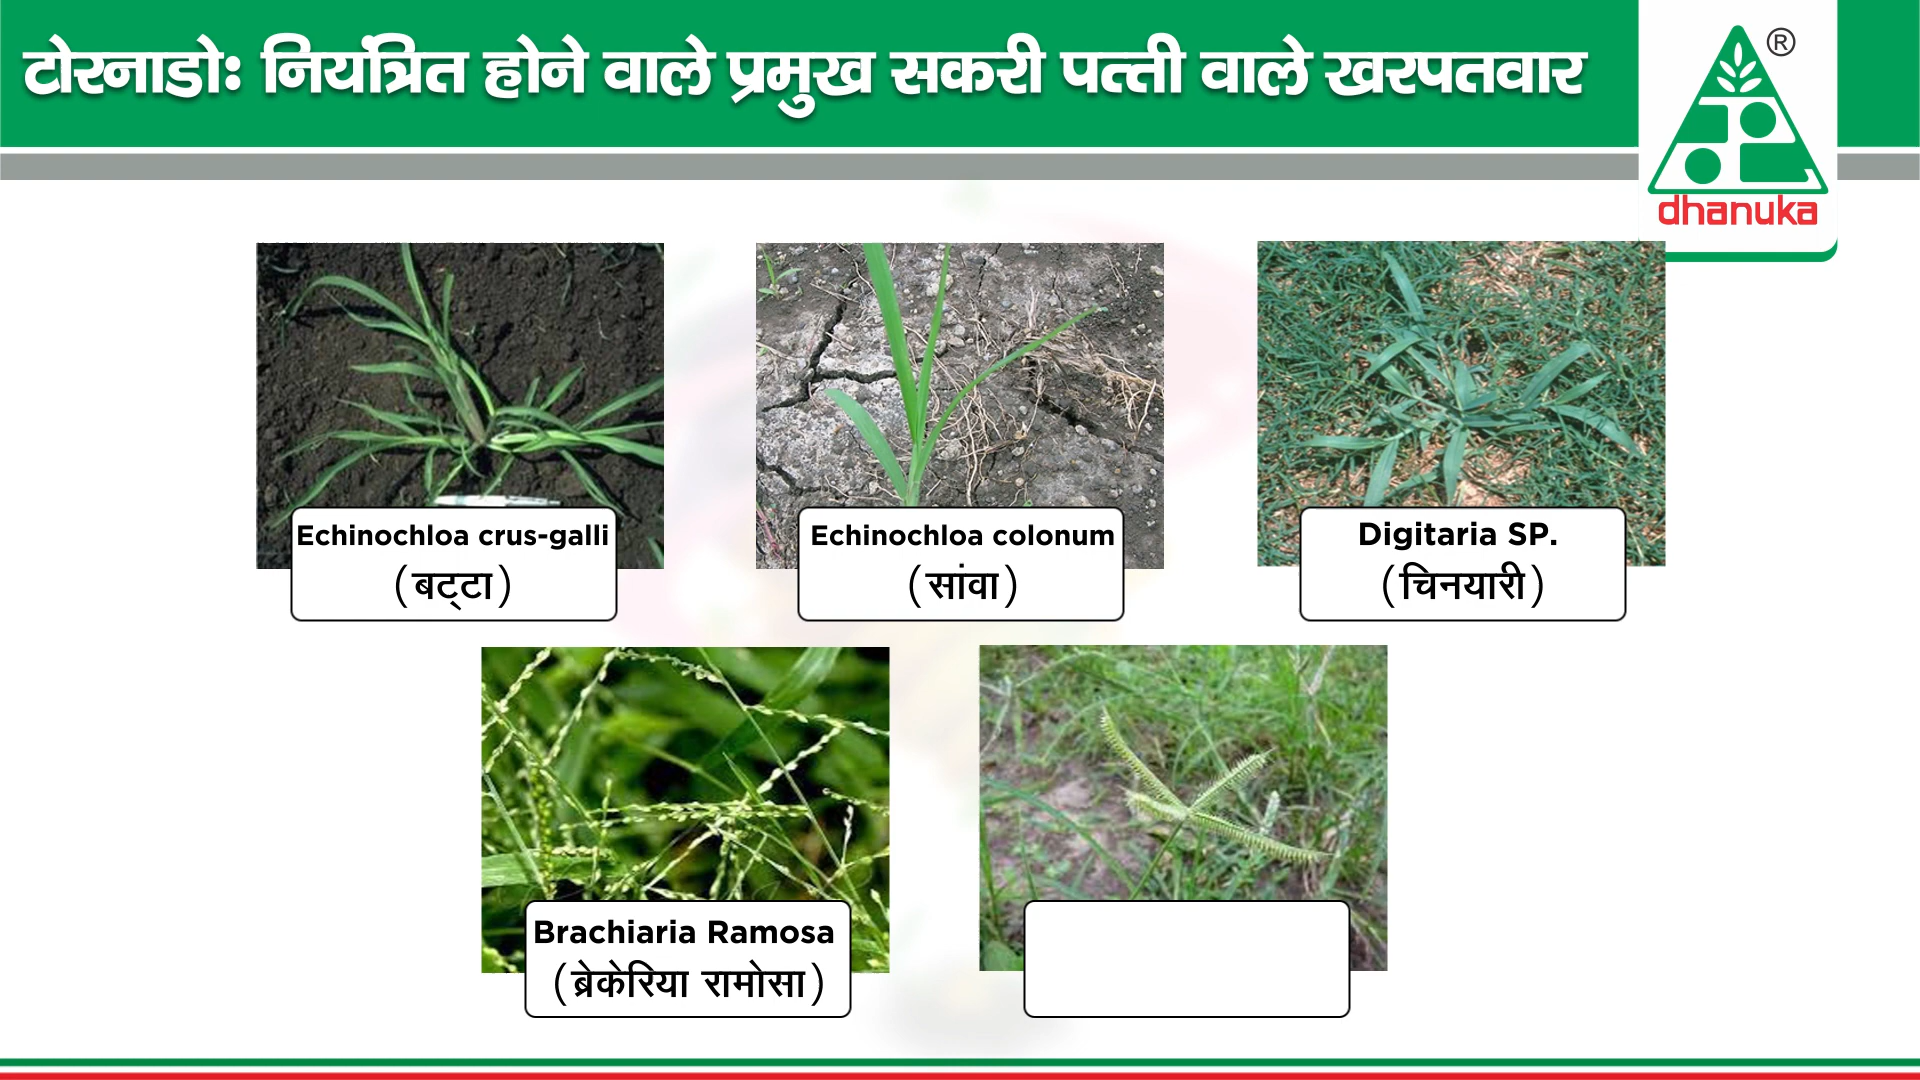 टोरनाडोः नियंत्रित होने वाले प्रमुख सकरी पत्ती वाले खरपतवार
®
dhanuka
Echinochloa crus-galli
(बट्टा)
Echinochloa colonum
(सांवा)
Digitaria SP.
(चिनयारी)
Brachiaria Ramosa
(ब्रेकेरिया रामोसा)